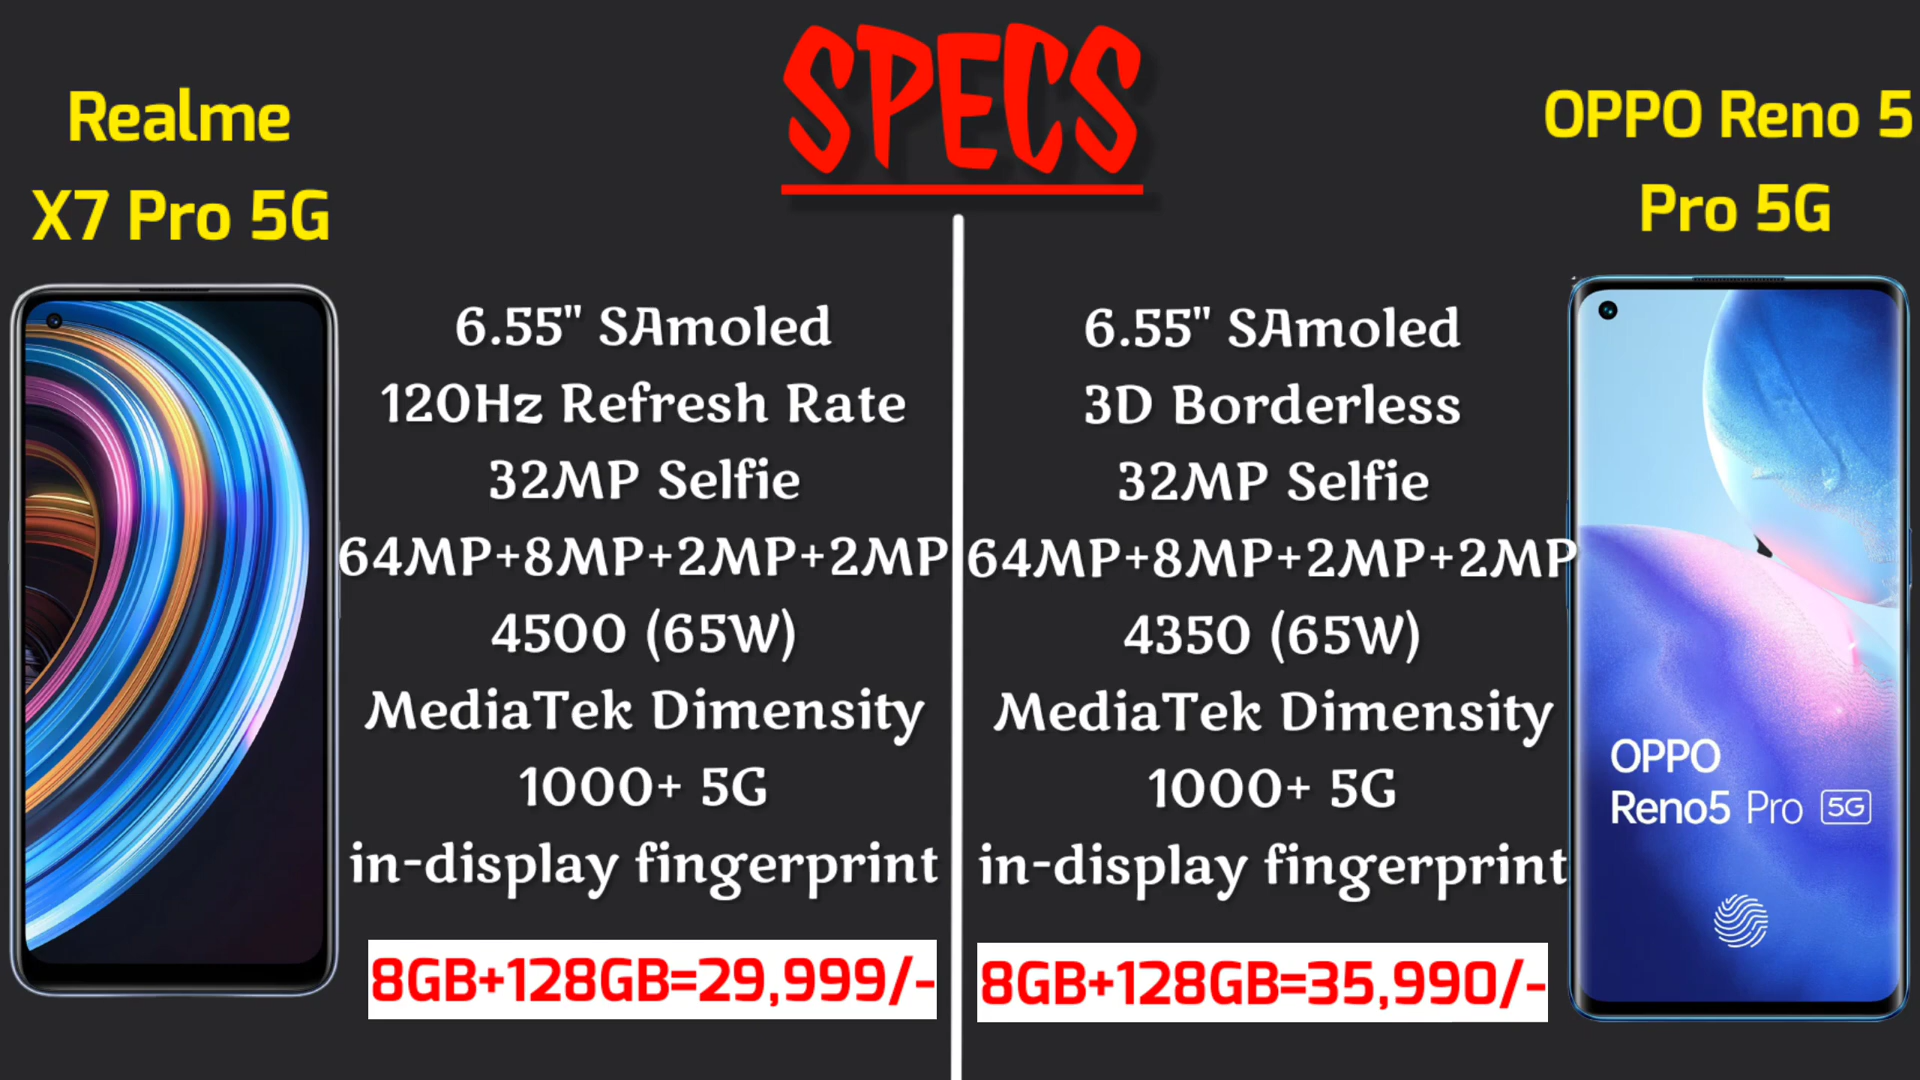 SPECS
Realme
X7 Pro 5G
6.55" SAmoled
120Hz Refresh Rate
32MP Selfie
64MP+8MP+2MP+2MP
4500 (65W)
MediaTek Dimensity
1000+ 5G
in-display fingerprint
8GB+128GB=29,999/-
OPPO Reno 5
Pro 5G
6.55" SAmoled
3D Borderless
32MP Selfie
64MP+8MP+2MP+2MP
4350 (65W)
MediaTek Dimensity
1000+ 5G
in-display fingerprint
8GB+128GB=35,990/-
OPPO
Reno5 Pro 5G